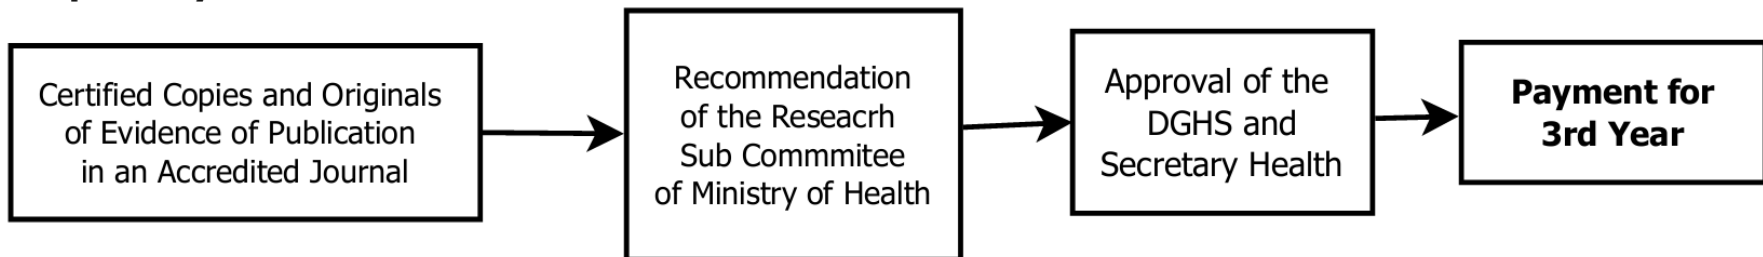 Certified Copies and Originals
of Evidence of Publication
in an Accredited Journal
Recommendation
of the Reseacrh
Sub Commmitee
of Ministry of Health
Approval of the
DGHS and
Secretary Health
Payment for
3rd Year